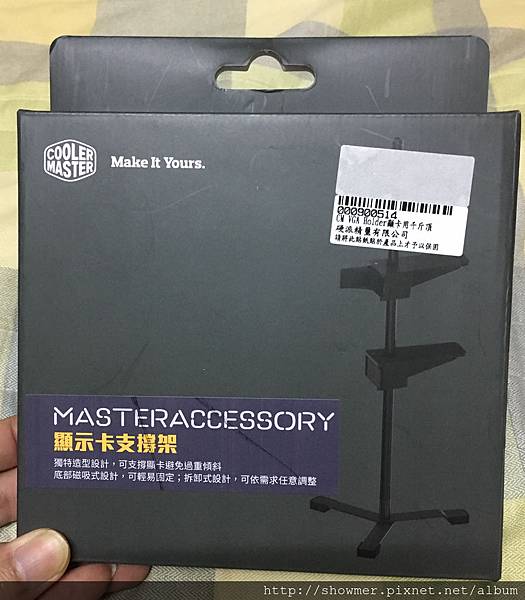 COOLER
MASTER
Make It Yours.
000900514
CM VGA Holder顯卡用千斤頂
硬派精璽有限公司
請將此貼紙貼於產品上才予以保固
MASTERACCESSORY
顯示卡支撐架
獨特造型設計，可支撐顯卡避免過重傾斜
底部磁吸式設計，可輕易固定；拆卸式設計，可依需求任意調整
http://showmer.pixnet.net/album